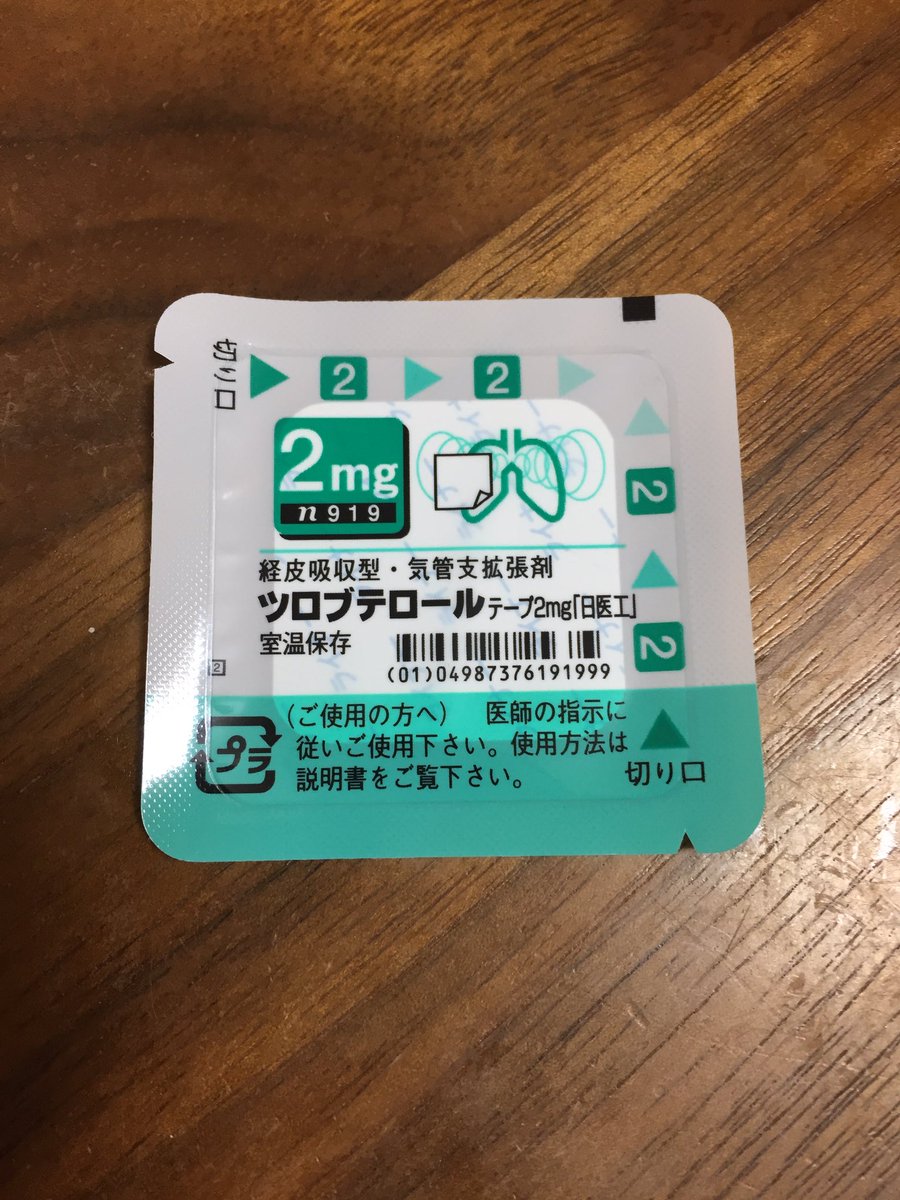 切り口
2 2
2mg
n919
2
経皮吸収型・気管支拡張剤
ツロブテロール テープ2mg「日医工」
室温保存
(01)04987376191999
2
2
(ご使用の方へ) 医師の指示に
従いご使用下さい。使用方法は
説明書をご覧下さい。
プラ
切り口